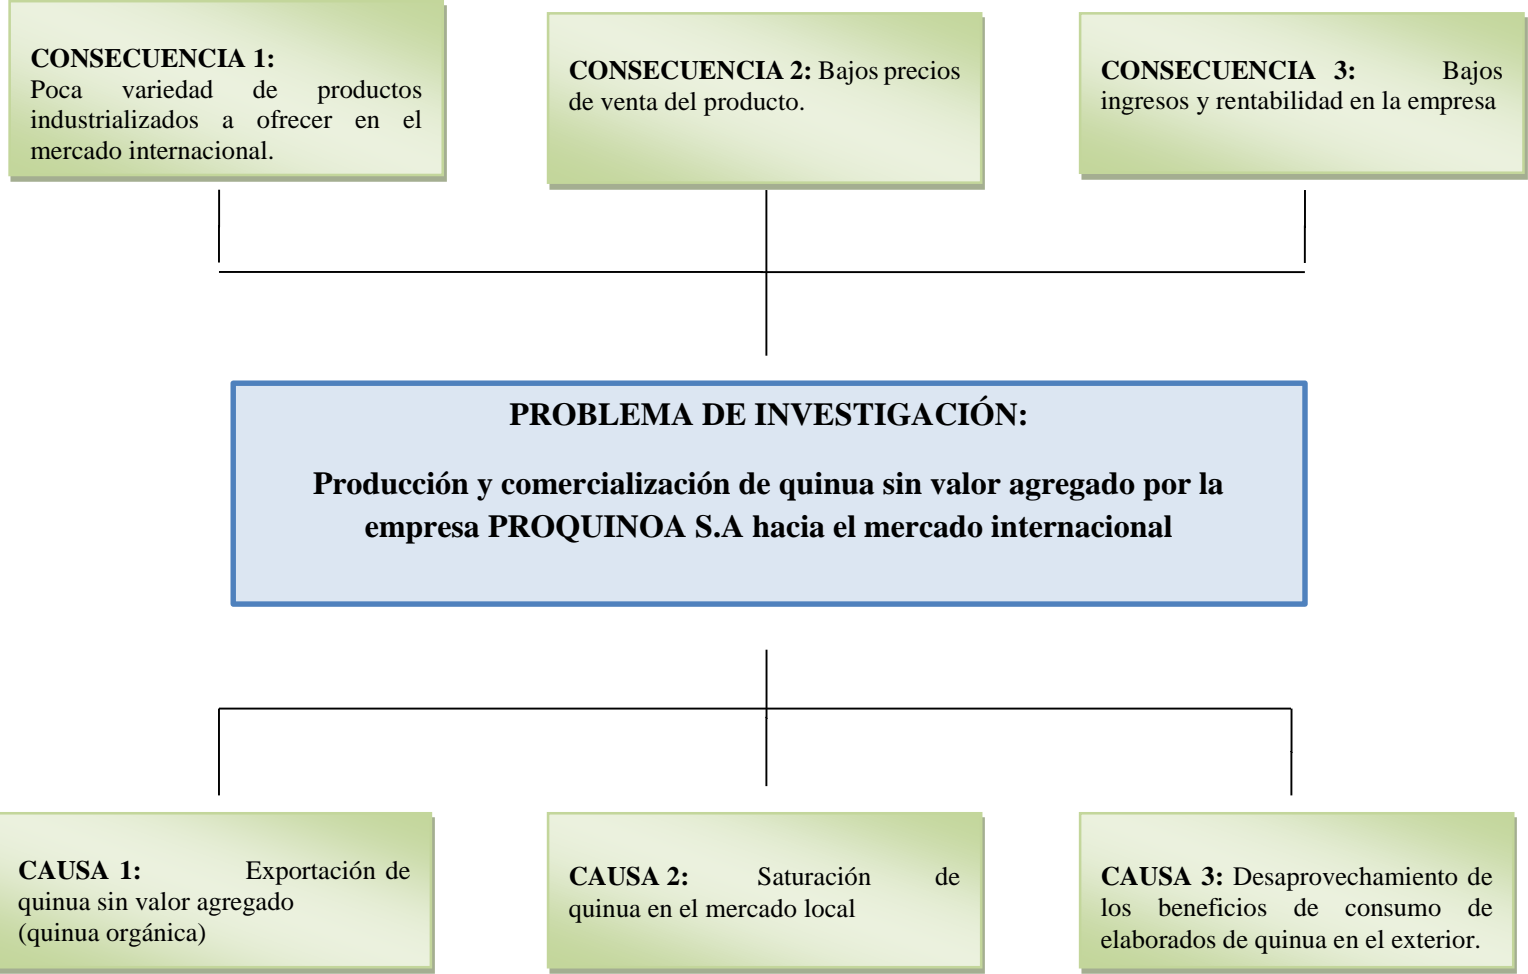 CONSECUENCIA 1:
Poca variedad de productos
industrializados a ofrecer en el
mercado internacional.
CONSECUENCIA 2: Bajos precios
de venta del producto.
CONSECUENCIA 3: Bajos
ingresos y rentabilidad en la empresa
PROBLEMA DE INVESTIGACIÓN:
Producción y comercialización de quinua sin valor agregado por la
empresa PROQUINOA S.A hacia el mercado internacional
CAUSA 1: Exportación de
quinua sin valor agregado
(quinua orgánica)
CAUSA 2: Saturación de
quinua en el mercado local
CAUSA 3: Desaprovechamiento de
los beneficios de consumo de
elaborados de quinua en el exterior.